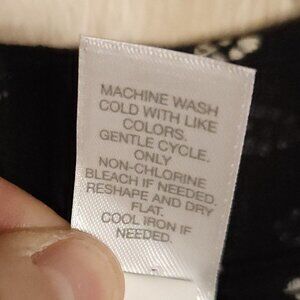 MACHINE WASH
COLD WITH LIKE
COLORS.
GENTLE CYCLE.
ONLY
NON-CHLORINE
BLEACH IF NEEDED.
RESHAPE AND DRY
FLAT.
COOL IRON IF
NEEDED.